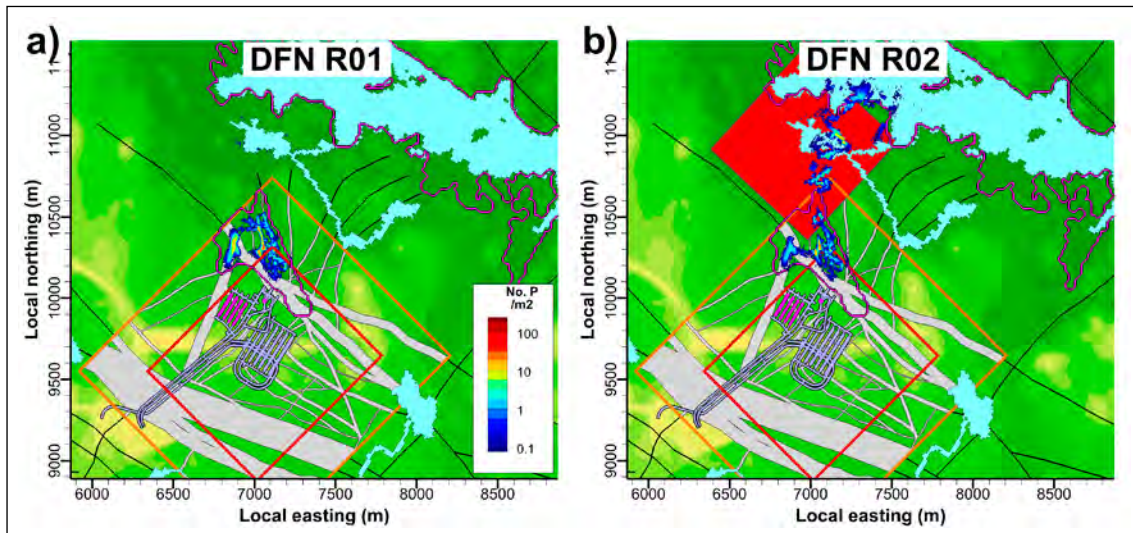 a)
DFN R01
b)
DFN R02
11000
10500
10000
9500
9000
Local northing (m)
No. P
/m2
100
10
1
0.1
6000 6500 7000 7500 8000 8500
Local easting (m)
11000
10500
10000
9500
9000
Local northing (m)
6000 6500 7000 7500 8000 8500
Local easting (m)